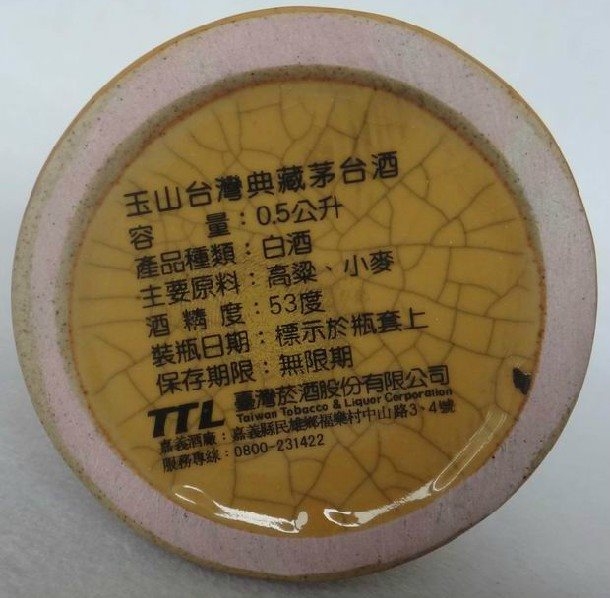 玉山台灣典藏茅台酒
容　　量：0.5公升
產品種類：白酒
主要原料：高粱、小麥
酒精度：53度
裝瓶日期：標示於瓶套上
保存期限：無限期
TTL 臺灣菸酒股份有限公司
Taiwan Tobacco & Liquor Corporation
嘉義酒廠：嘉義縣民雄鄉福樂村中山路3、4號
服務專線：0800-231422